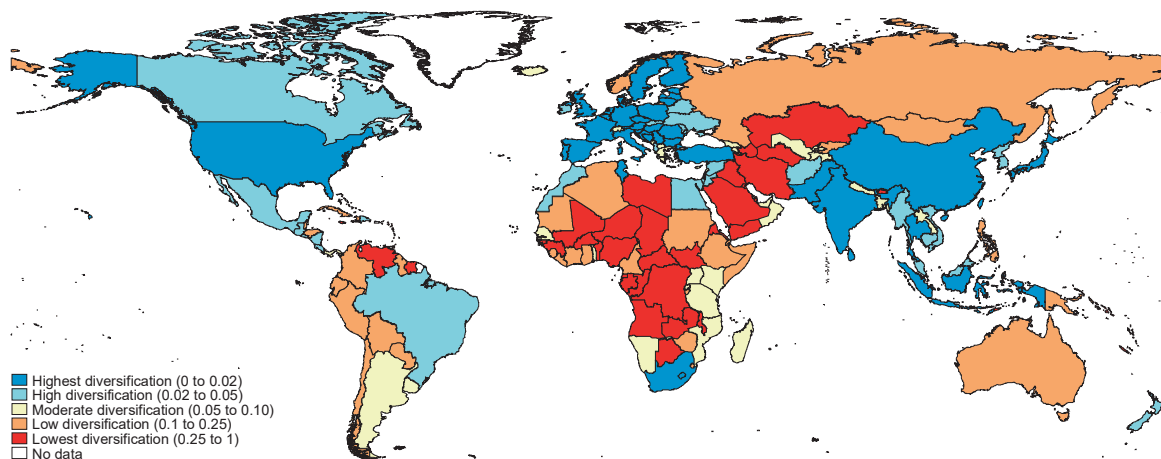 Highest diversification (0 to 0.02)
High diversification (0.02 to 0.05)
Moderate diversification (0.05 to 0.10)
Low diversification (0.1 to 0.25)
Lowest diversification (0.25 to 1)
No data